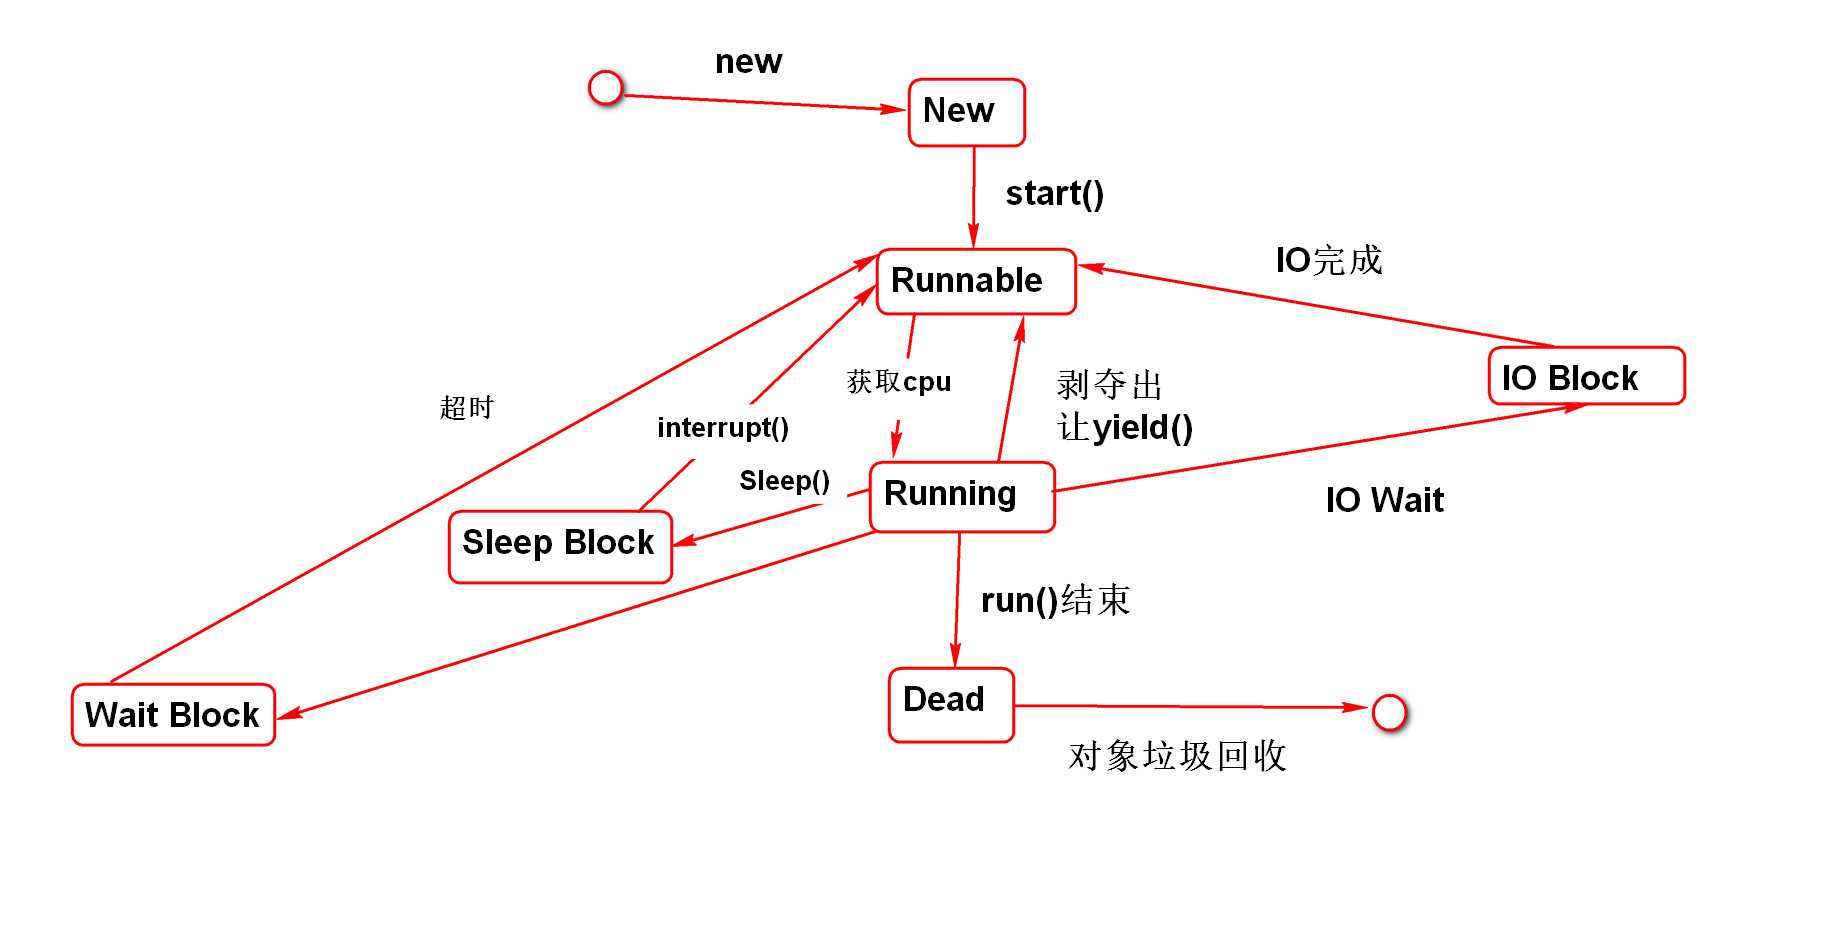 new
New
start()
IO完成
Runnable
IO Block
获取cpu
剥夺出
让yield()
超时
interrupt()
Sleep()
Running
IO Wait
Sleep Block
run()结束
Wait Block
Dead
对象垃圾回收